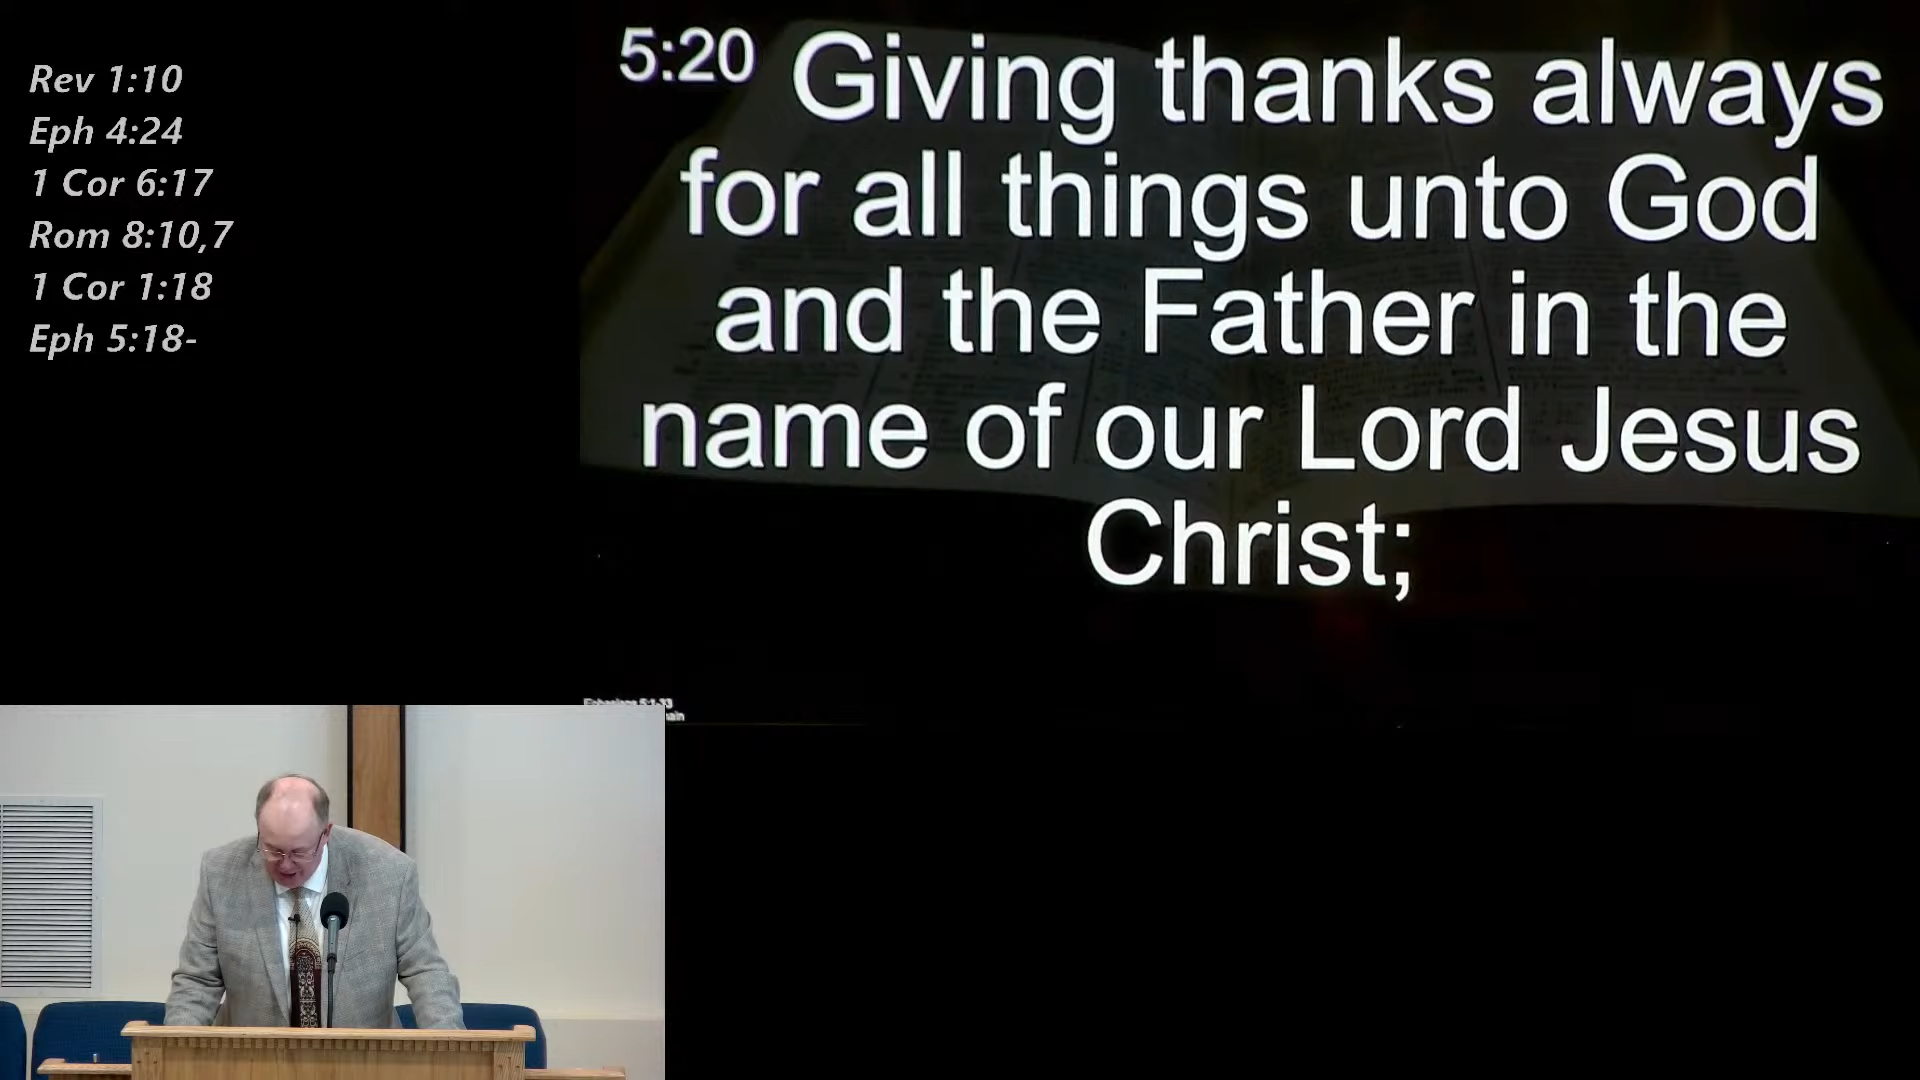 Rev 1:10
Eph 4:24
1 Cor 6:17
Rom 8:10,7
1 Cor 1:18
Eph 5:18-
5:20 Giving thanks always
for all things unto God
and the Father in the
name of our Lord Jesus
Christ;